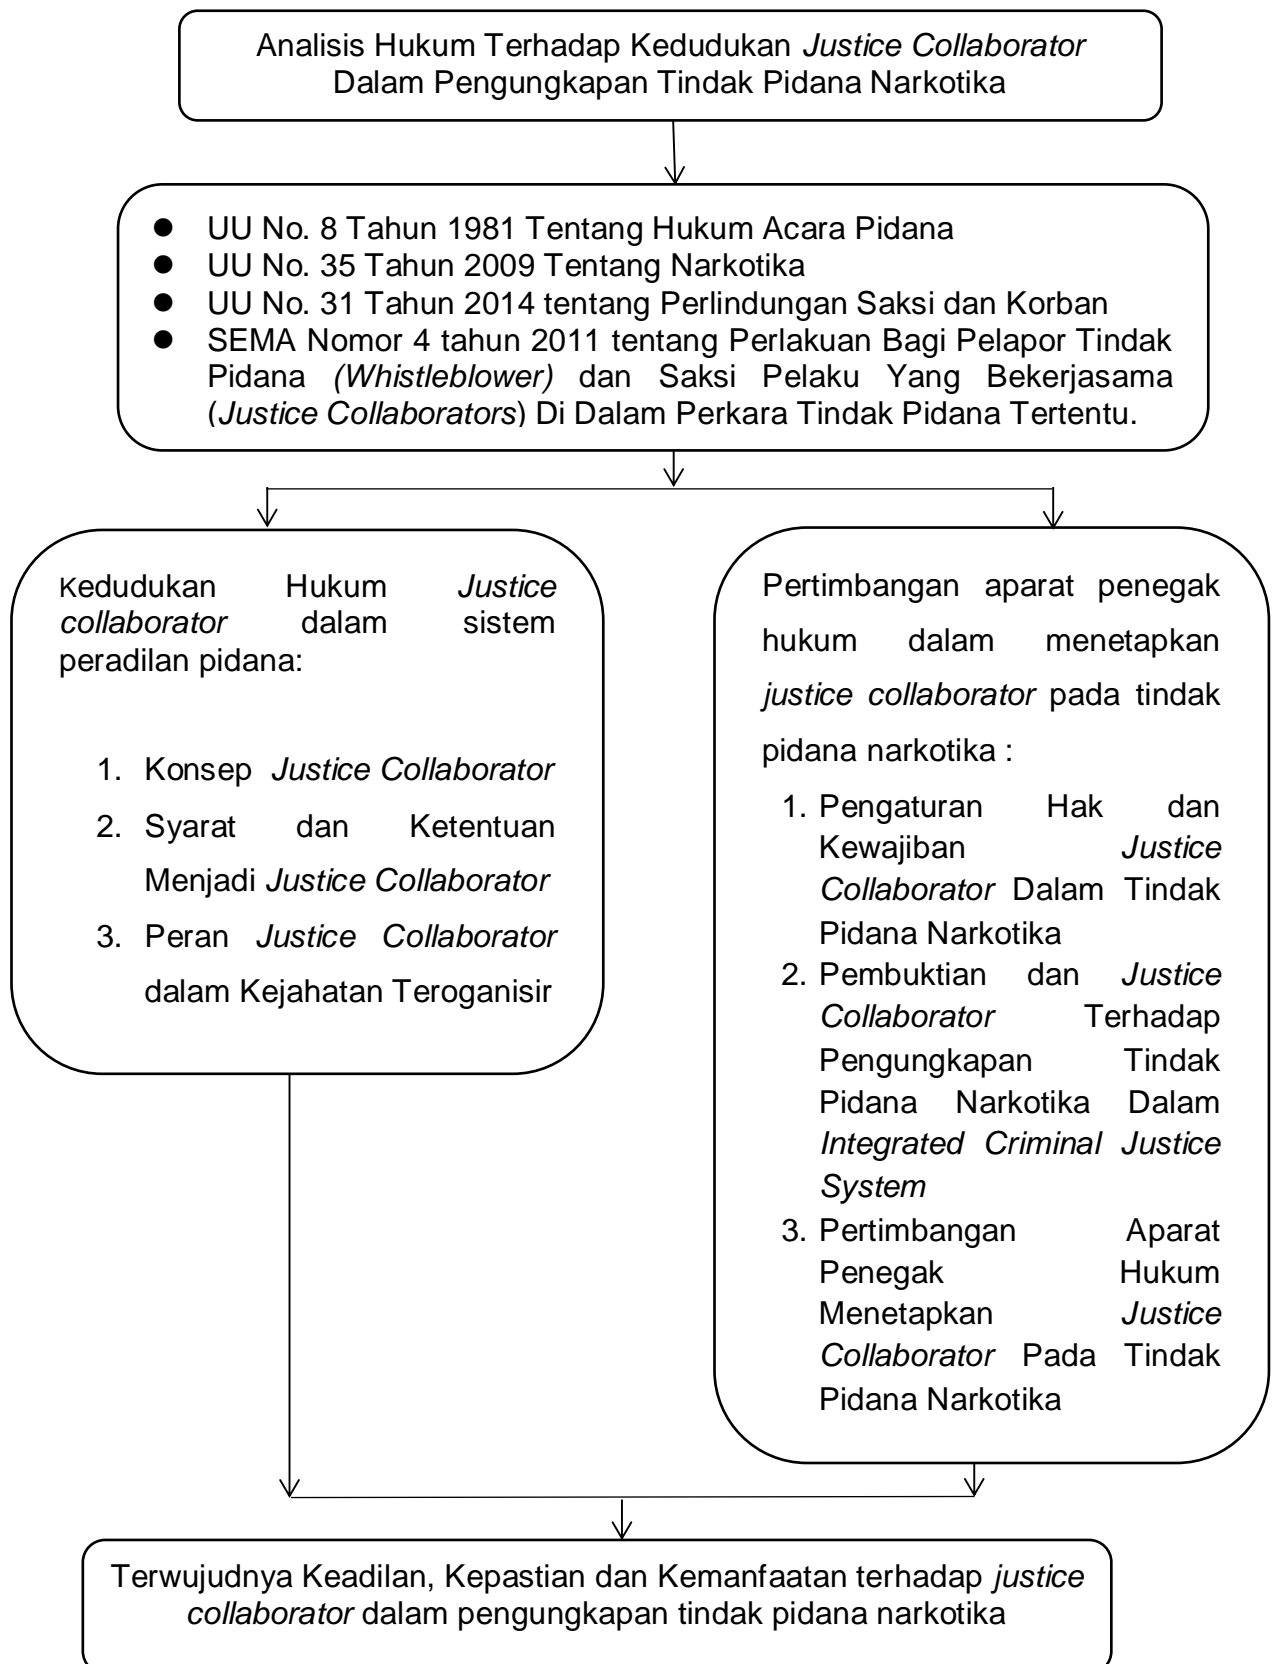 Analisis Hukum Terhadap Kedudukan Justice Collaborator
Dalam Pengungkapan Tindak Pidana Narkotika
● UU No. 8 Tahun 1981 Tentang Hukum Acara Pidana
● UU No. 35 Tahun 2009 Tentang Narkotika
● UU No. 31 Tahun 2014 tentang Perlindungan Saksi dan Korban
● SEMA Nomor 4 tahun 2011 tentang Perlakuan Bagi Pelapor Tindak
Pidana (Whistleblower) dan Saksi Pelaku Yang Bekerjasama
(Justice Collaborators) Di Dalam Perkara Tindak Pidana Tertentu.
Kedudukan Hukum Justice
collaborator dalam sistem
peradilan pidana:
1. Konsep Justice Collaborator
2. Syarat dan Ketentuan
Menjadi Justice Collaborator
3. Peran Justice Collaborator
dalam Kejahatan Teroganisir
Pertimbangan aparat penegak
hukum dalam menetapkan
justice collaborator pada tindak
pidana narkotika :
1. Pengaturan Hak dan
Kewajiban Justice
Collaborator Dalam Tindak
Pidana Narkotika
2. Pembuktian dan Justice
Collaborator Terhadap
Pengungkapan Tindak
Pidana Narkotika Dalam
Integrated Criminal Justice
System
3. Pertimbangan Aparat
Penegak Hukum
Menetapkan Justice
Collaborator Pada Tindak
Pidana Narkotika
Terwujudnya Keadilan, Kepastian dan Kemanfaatan terhadap justice
collaborator dalam pengungkapan tindak pidana narkotika